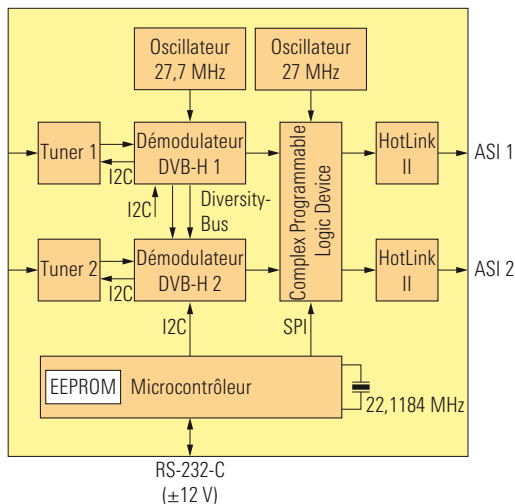 Oscillateur
27,7 MHz
Oscillateur
27 MHz
Tuner 1
I2C
Démodulateur
DVB-H 1
Complex Programmable
Logic Device
HotLink
II
ASI 1
I2C
Diversity-
Bus
Tuner 2
I2C
Démodulateur
DVB-H 2
HotLink
II
ASI 2
I2C
SPI
EEPROM
Microcontrôleur
22,1184 MHz
RS-232-C
(±12 V)